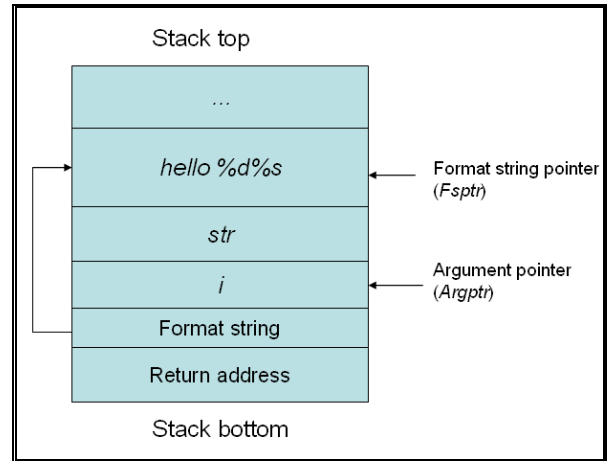 Stack top
...
hello %d%s
Format string pointer
(Fsptr)
str
i
Argument pointer
(Argptr)
Format string
Return address
Stack bottom